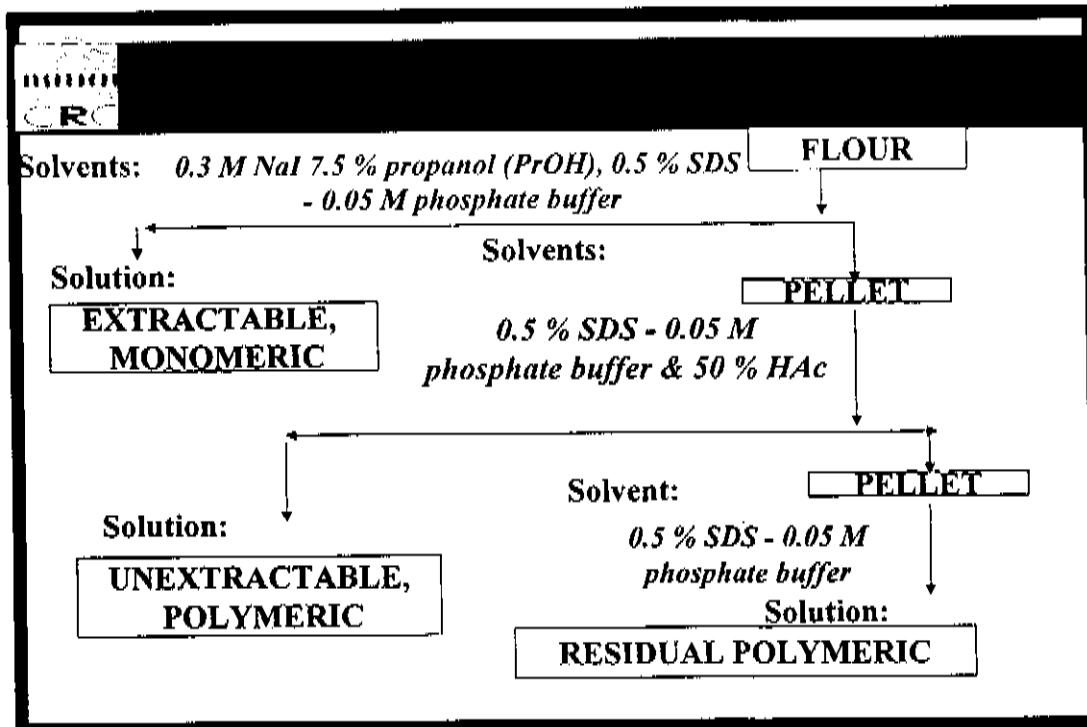 CRC
FLOUR
Solvents: 0.3 M NaI 7.5 % propanol (PrOH), 0.5 % SDS
- 0.05 M phosphate buffer
Solvents:
Solution:
PELLET
EXTRACTABLE,
MONOMERIC
0.5 % SDS - 0.05 M
phosphate buffer & 50 % HAc
Solvent:
PELLET
Solution:
0.5 % SDS - 0.05 M
phosphate buffer
UNEXTRACTABLE,
POLYMERIC
Solution:
RESIDUAL POLYMERIC